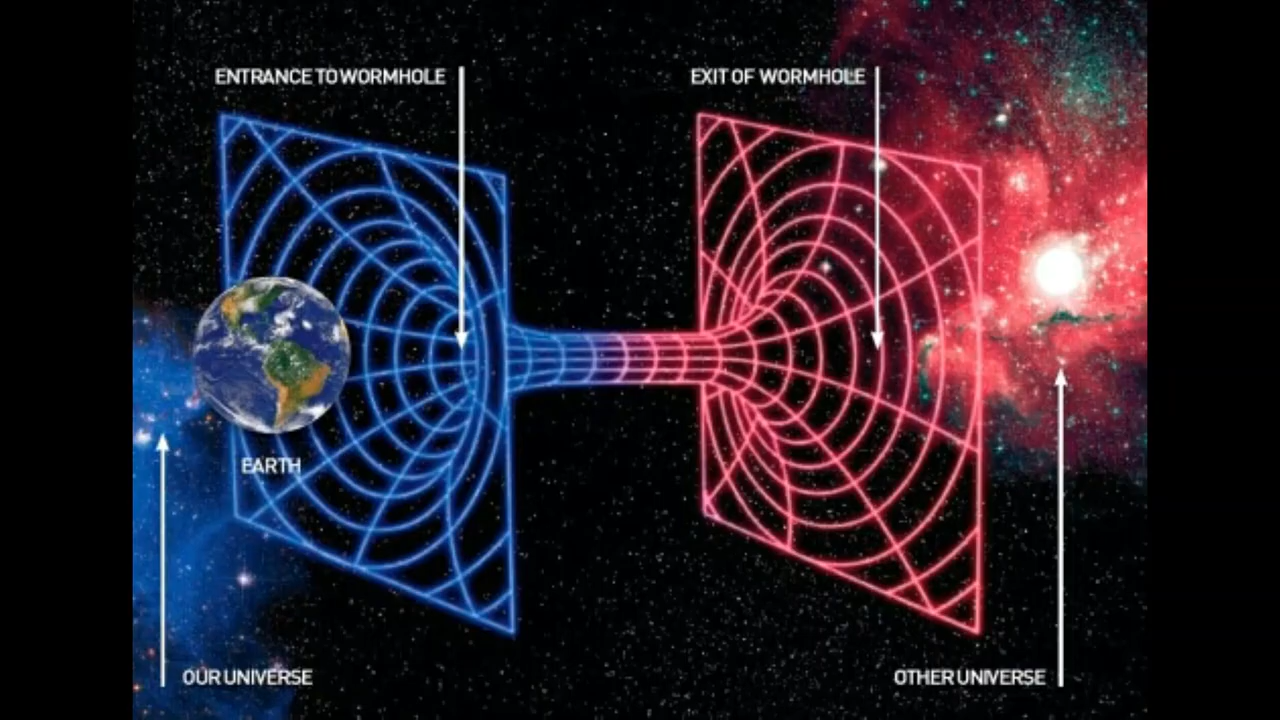 ENTRANCE TO WORMHOLE
EXIT OF WORMHOLE
EARTH
OUR UNIVERSE
OTHER UNIVERSE